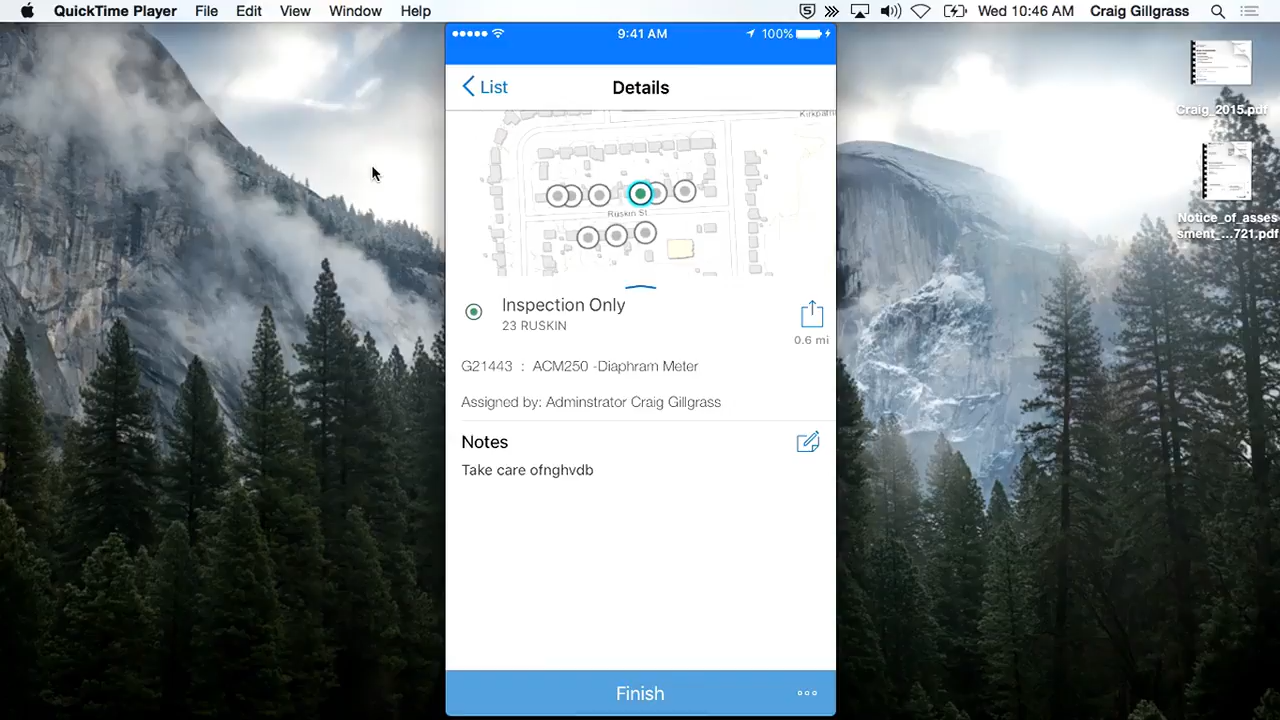 QuickTime Player File Edit View Window Help Wed 10:46 AM Craig Gillgrass
9:41 AM 100%
List Details
Ruskin St
Inspection Only
23 RUSKIN
0.6 mi
G21443 : ACM250 -Diaphram Meter
Assigned by: Adminstrator Craig Gillgrass
Notes
Take care ofnghvdb
Finish
Craig_2015.pdf
Notice_of_asses
sment_...721.pdf